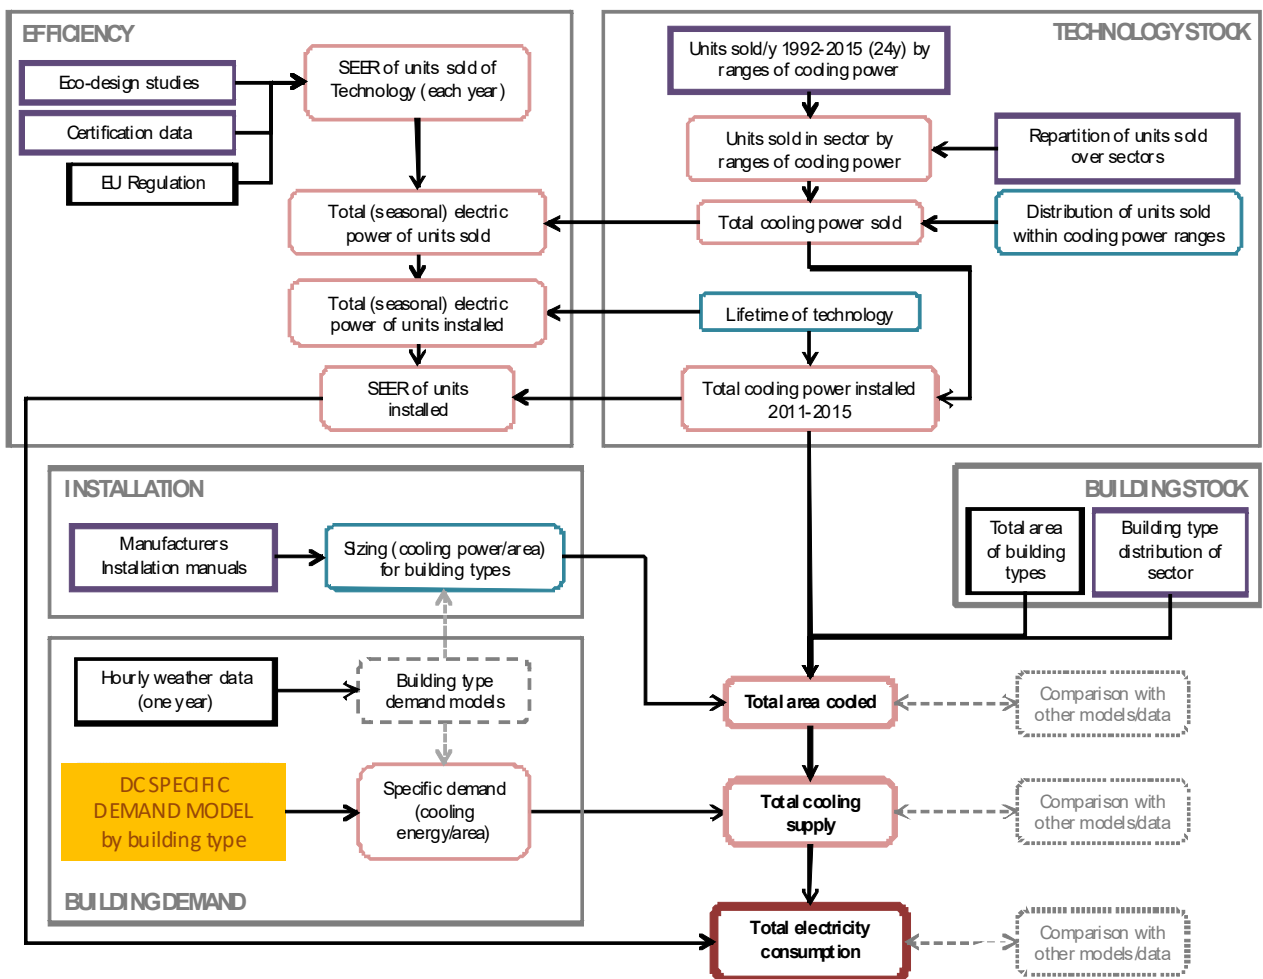 EFFICIENCY
Eco-design studies
Certification data
EU Regulation
SEER of units sold of
Technology (each year)
Total (seasonal) electric
power of units sold
Total (seasonal) electric
power of units installed
SEER of units
installed
TECHNOLOGY STOCK
Units sold/y 1992-2015 (24y) by
ranges of cooling power
Units sold in sector by
ranges of cooling power
Repartition of units sold
over sectors
Total cooling power sold
Distribution of units sold
within cooling power ranges
Lifetime of technology
Total cooling power installed
2011-2015
INSTALLATION
Manufacturers
Installation manuals
Sizing (cooling power/area)
for building types
BUILDING STOCK
Total area
of building
types
Building type
distribution of
sector
Hourly weather data
(one year)
Building type
demand models
DC SPECIFIC
DEMAND MODEL
by building type
Specific demand
(cooling
energy/area)
BUILDING DEMAND
Total area cooled
Comparison with
other models/data
Total cooling
supply
Comparison with
other models/data
Total electricity
consumption
Comparison with
other models/data